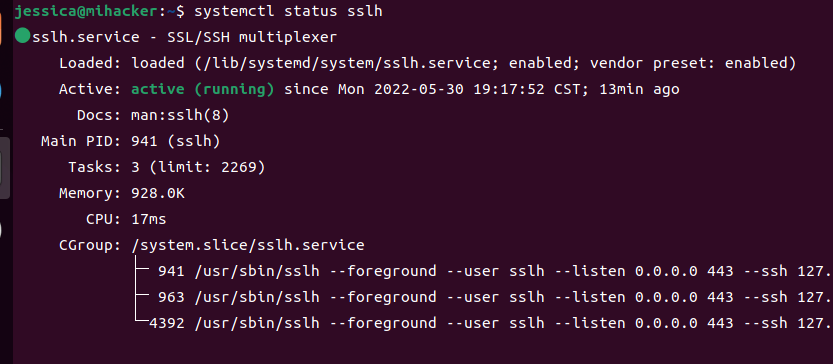 jessica@mihacker:~$ systemctl status sslh
sslh.service - SSL/SSH multiplexer
Loaded: loaded (/lib/systemd/system/sslh.service; enabled; vendor preset: enabled)
Active: active (running) since Mon 2022-05-30 19:17:52 CST; 13min ago
Docs: man:sslh(8)
Main PID: 941 (sslh)
Tasks: 3 (limit: 2269)
Memory: 928.0K
CPU: 17ms
CGroup: /system.slice/sslh.service
├─ 941 /usr/sbin/sslh --foreground --user sslh --listen 0.0.0.0 443 --ssh 127.
├─ 963 /usr/sbin/sslh --foreground --user sslh --listen 0.0.0.0 443 --ssh 127.
└─4392 /usr/sbin/sslh --foreground --user sslh --listen 0.0.0.0 443 --ssh 127.